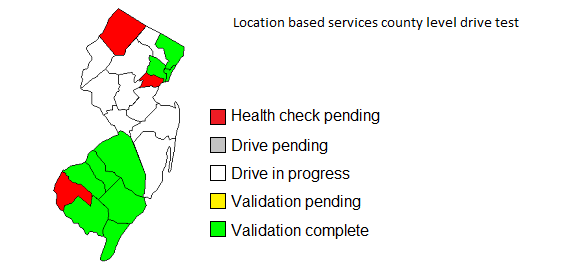 Location based services county level drive test
Health check pending
Drive pending
Drive in progress
Validation pending
Validation complete